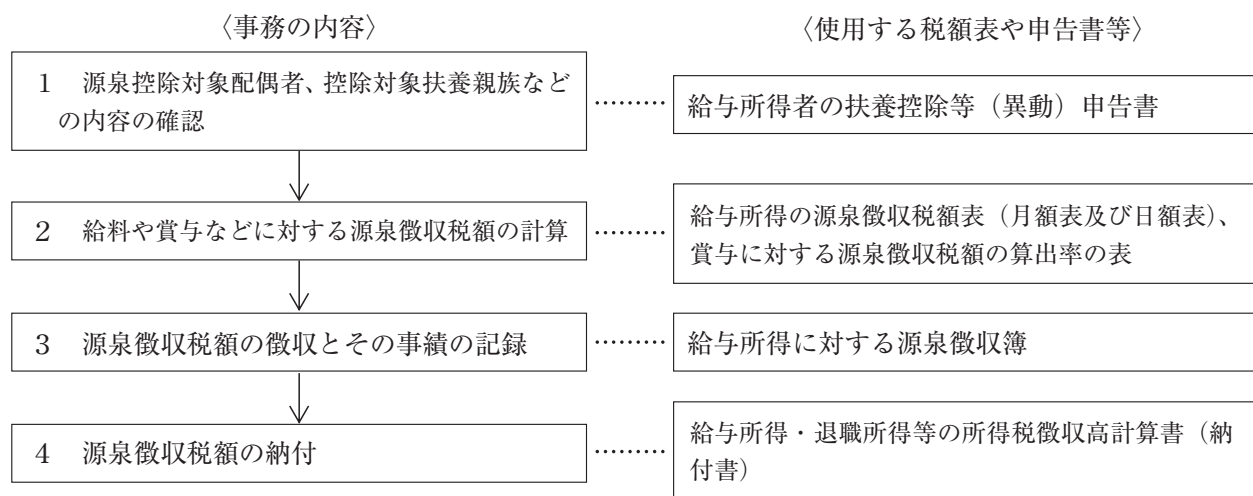 〈事務の内容〉
〈使用する税額表や申告書等〉
1 源泉控除対象配偶者、控除対象扶養親族など
の内容の確認
………
給与所得者の扶養控除等（異動）申告書
2 給料や賞与などに対する源泉徴収税額の計算
………
給与所得の源泉徴収税額表（月額表及び日額表）、
賞与に対する源泉徴収税額の算出率の表
3 源泉徴収税額の徴収とその事績の記録
………
給与所得に対する源泉徴収簿
4 源泉徴収税額の納付
………
給与所得・退職所得等の所得税徴収高計算書（納
付書）